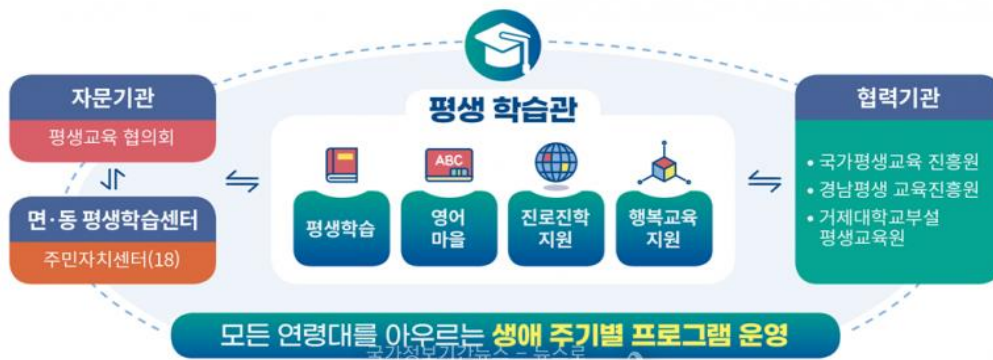 평생 학습관
자문기관
평생교육 협의회
면·동 평생학습센터
주민자치센터(18)
ABC
평생학습
영어
마을
진로진학
지원
행복교육
지원
협력기관
• 국가평생교육 진흥원
• 경남평생 교육진흥원
• 거제대학교부설
평생교육원
모든 연령대를 아우르는 생애 주기별 프로그램 운영